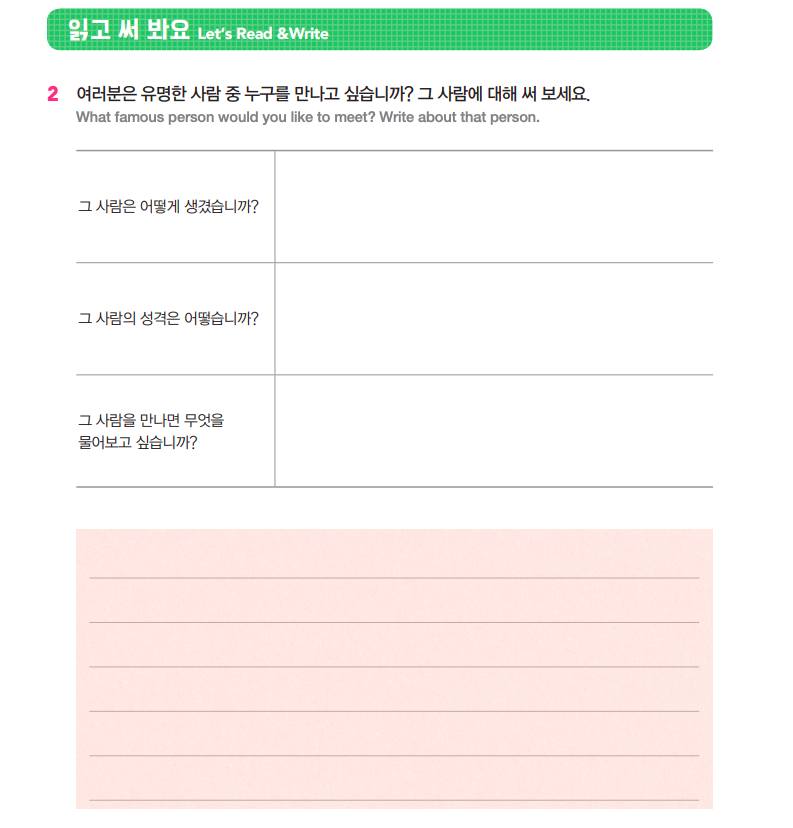 읽고 써 봐요 Let's Read &Write
2 여러분은 유명한 사람 중 누구를 만나고 싶습니까? 그 사람에 대해 써 보세요.
What famous person would you like to meet? Write about that person.
그 사람은 어떻게 생겼습니까?
그 사람의 성격은 어떻습니까?
그 사람을 만나면 무엇을
물어보고 싶습니까?